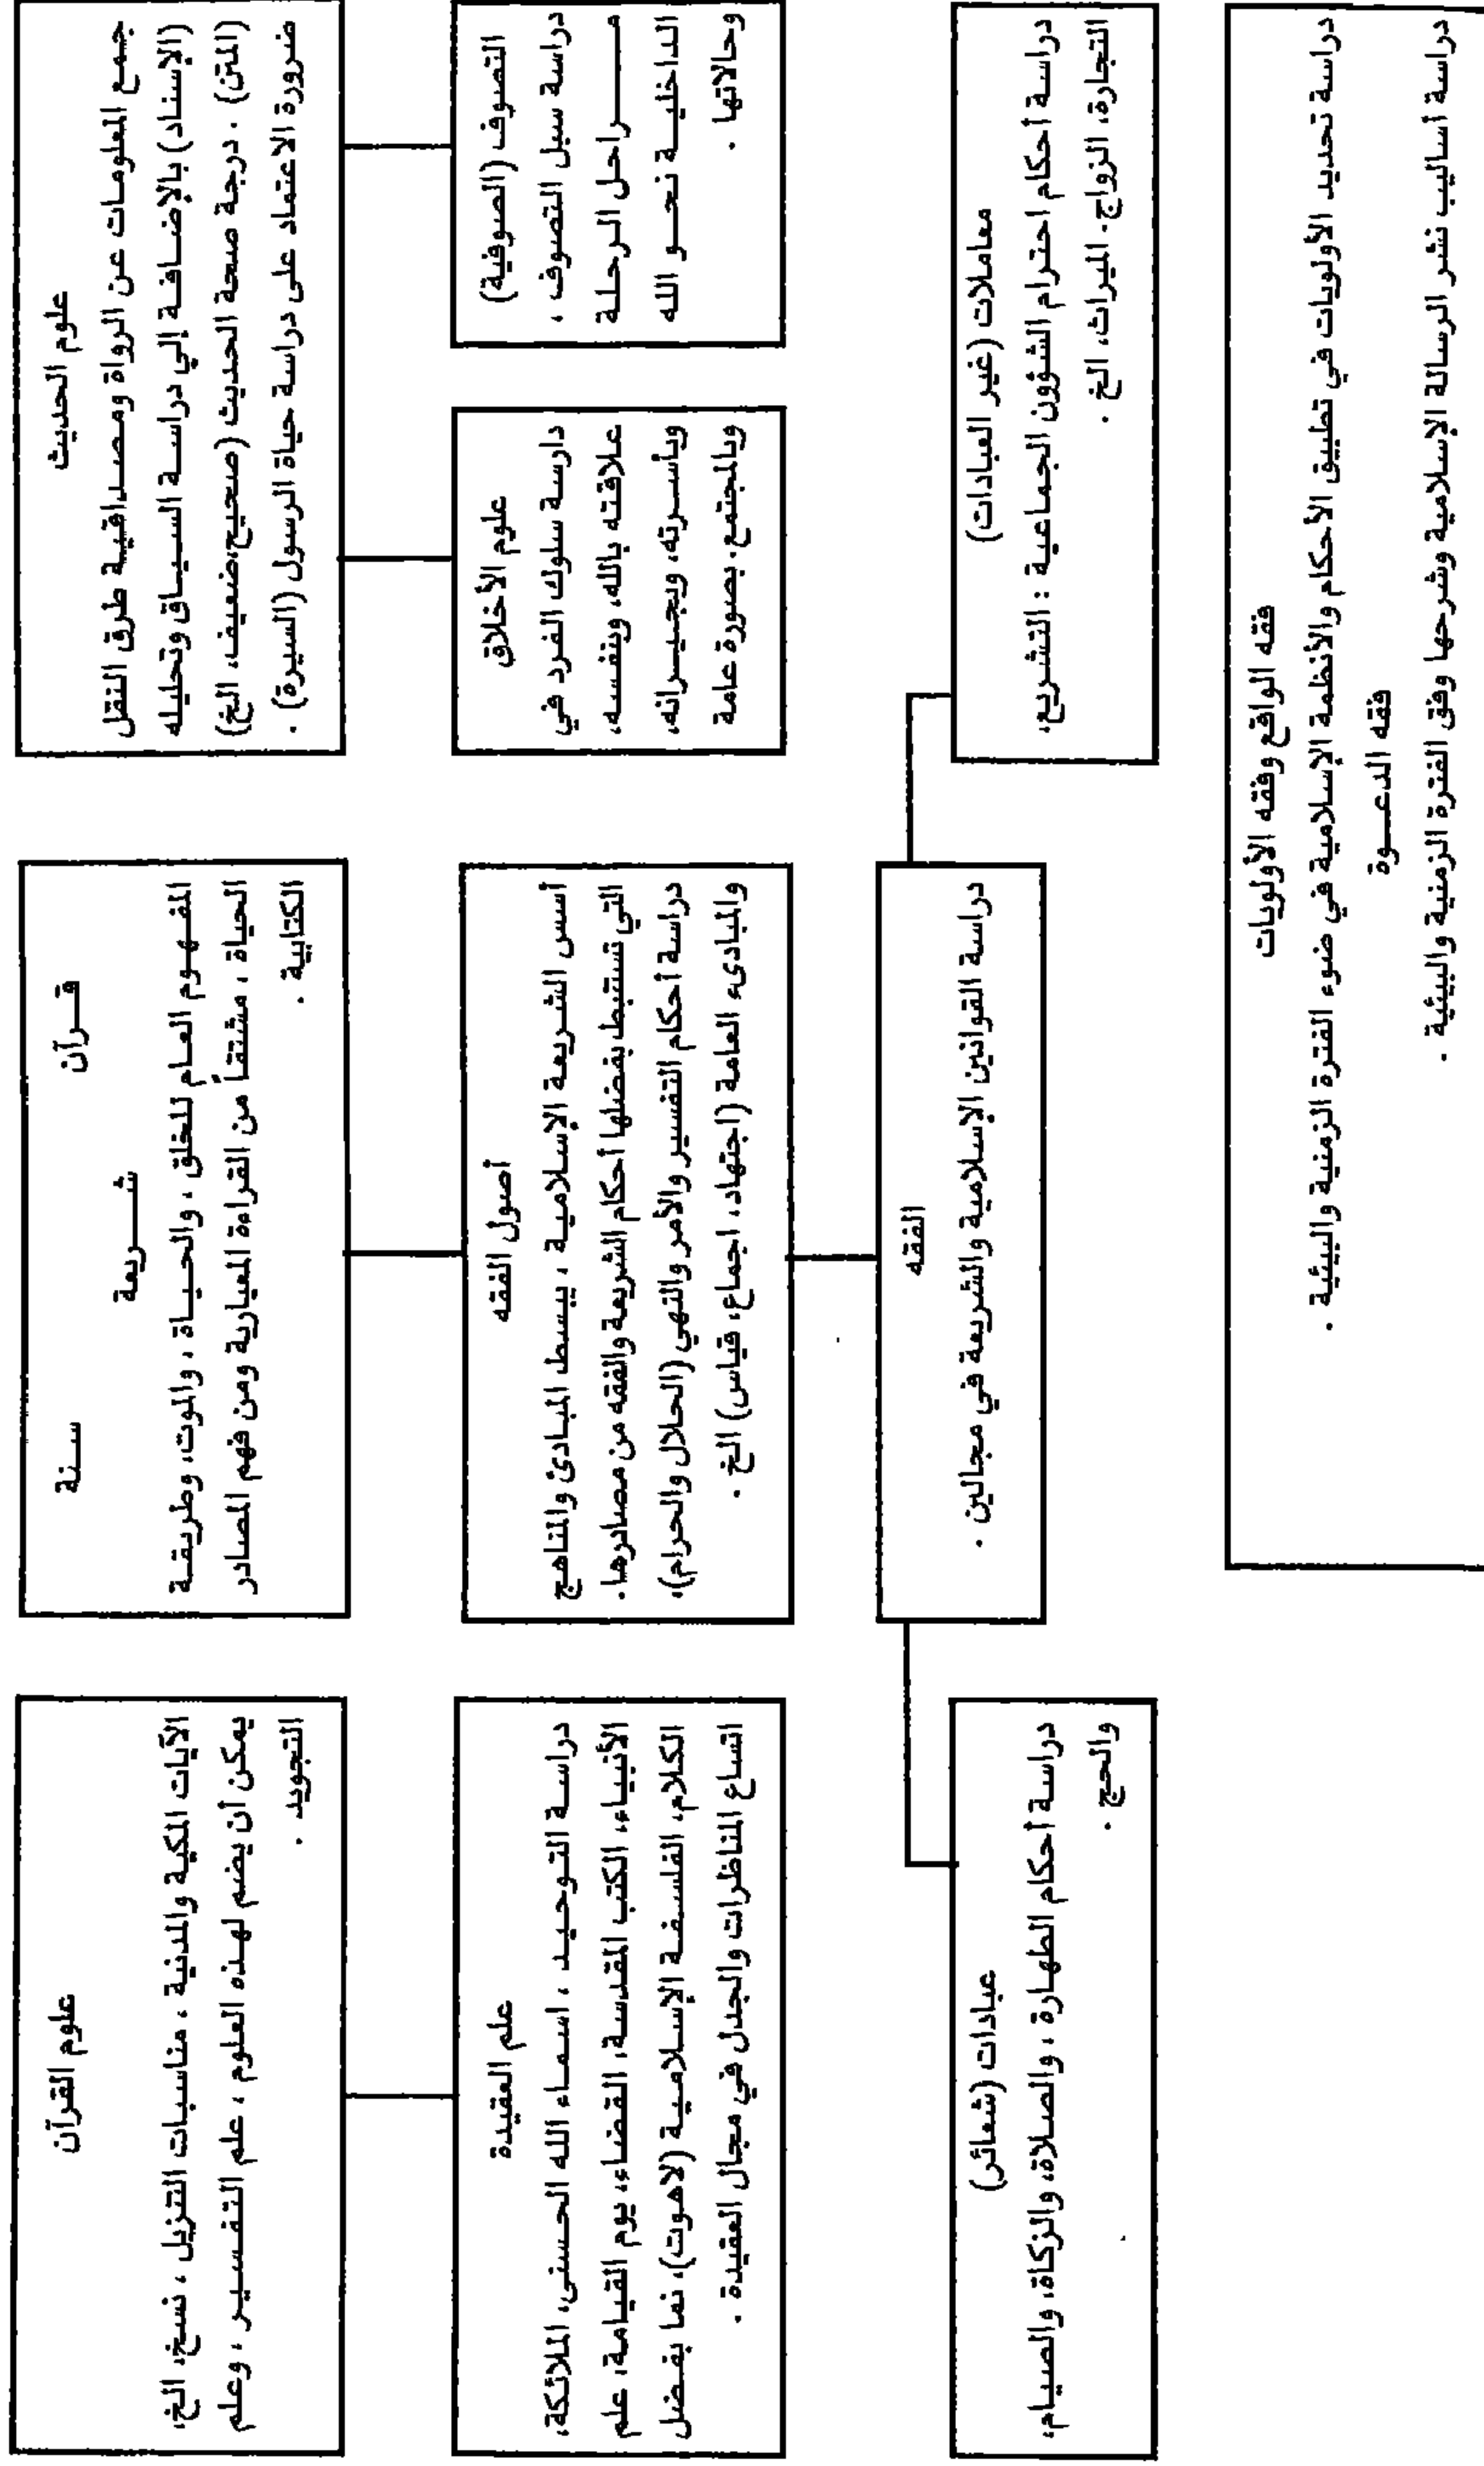 علوم الحديث
جمع المعلومات عن الرواة ومصداقية طرق النقل
(الإسناد) بالإضافة إلي دراسة السياق وتحليله
(المتن) . درجة صحة الحديث (صحيح، ضعيف، الخ)
ضرورة الاعتماد على دراسة حياة الرسول (السيرة) .
قرآن
سنة
شريعة
المفهوم العام للخلق ، والحياة ، والموت، وطريقة
الحياة ، مشتقاً من القراءة المعيارية ومن فهم المصادر
الكتابية .
علوم القرآن
الآيات المكية والمدنية ، مناسبات التنزيل ، نسخ، الخ،
يمكن أن يضم لهذه العلوم ، علم التفسير ، وعلم
التجويد .
التصوف (الصوفية)
دراسة سبل التصوف ،
مراحل الرحلة
الداخلية نحو الله
وحالاتها .
علوم الأخلاق
دارسة سلوك الفرد في
علاقته بالله، وبنفسه،
وبأسرته، وبجيرانه،
وبالمجتمع. بصورة عامة
أصول الفقه
أسس الشريعة الإسلامية ، يبسط المبادئ والمناهج
التي تستنبط بفضلها أحكام الشريعة والفقه من مصادرها.
دراسة أحكام التفسير والأمر والنهي (الحلال والحرام)،
والمبادىء العامة (اجتهاد، اجماع، قياس) الخ .
علم العقيدة
دراسة التوحيد ، اسماء الله الحسنى، الملائكة،
الأنبياء، الكتب المقدسة، القضاء، يوم القيامة، علم
الكلام، الفلسفة الإسلامية (لاهوت)، نما بفضل
اتساع المناظرات والجدل في مجال العقيدة .
الفقه
دراسة القوانين الإسلامية والشريعة في مجالين .
معاملات (غير العبادات)
دراسة أحكام احترام الشؤون الجماعية : التشريع،
التجارة، الزواج. الميراث، الخ .
عبادات (شعائر)
دراسة أحكام الطهارة ، والصلاة، والزكاة، والصيام،
والحج .
فقه الواقع وفقه الأولويات
دراسة تحديد الأولويات في تطبيق الأحكام والأنظمة الإسلامية في ضوء الفترة الزمنية والبيئية .
فقه الدعوة
دراسة أساليب نشر الرسالة الإسلامية وشرحها وفق الفترة الزمنية والبيئية .